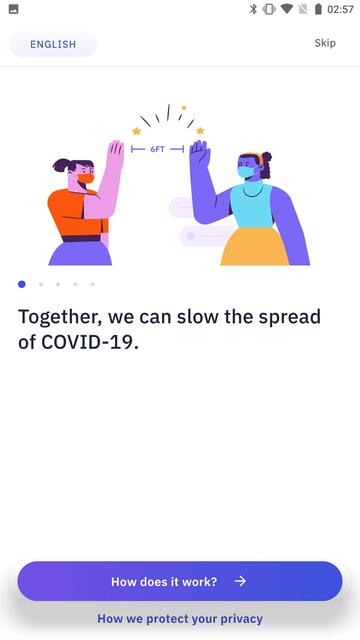 02:57
ENGLISH
Skip
6FT
Together, we can slow the spread
of COVID-19.
How does it work?
How we protect your privacy